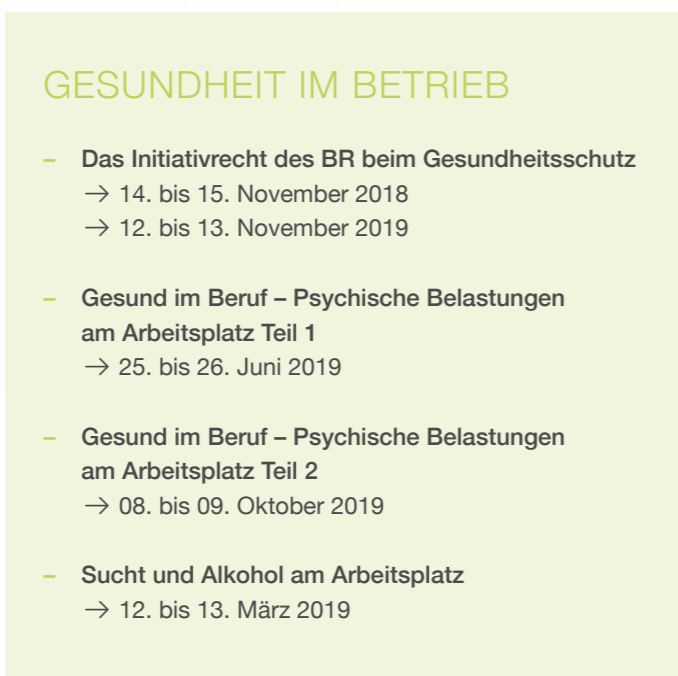 GESUNDHEIT IM BETRIEB
– Das Initiativrecht des BR beim Gesundheitsschutz
→ 14. bis 15. November 2018
→ 12. bis 13. November 2019
– Gesund im Beruf – Psychische Belastungen
am Arbeitsplatz Teil 1
→ 25. bis 26. Juni 2019
– Gesund im Beruf – Psychische Belastungen
am Arbeitsplatz Teil 2
→ 08. bis 09. Oktober 2019
– Sucht und Alkohol am Arbeitsplatz
→ 12. bis 13. März 2019